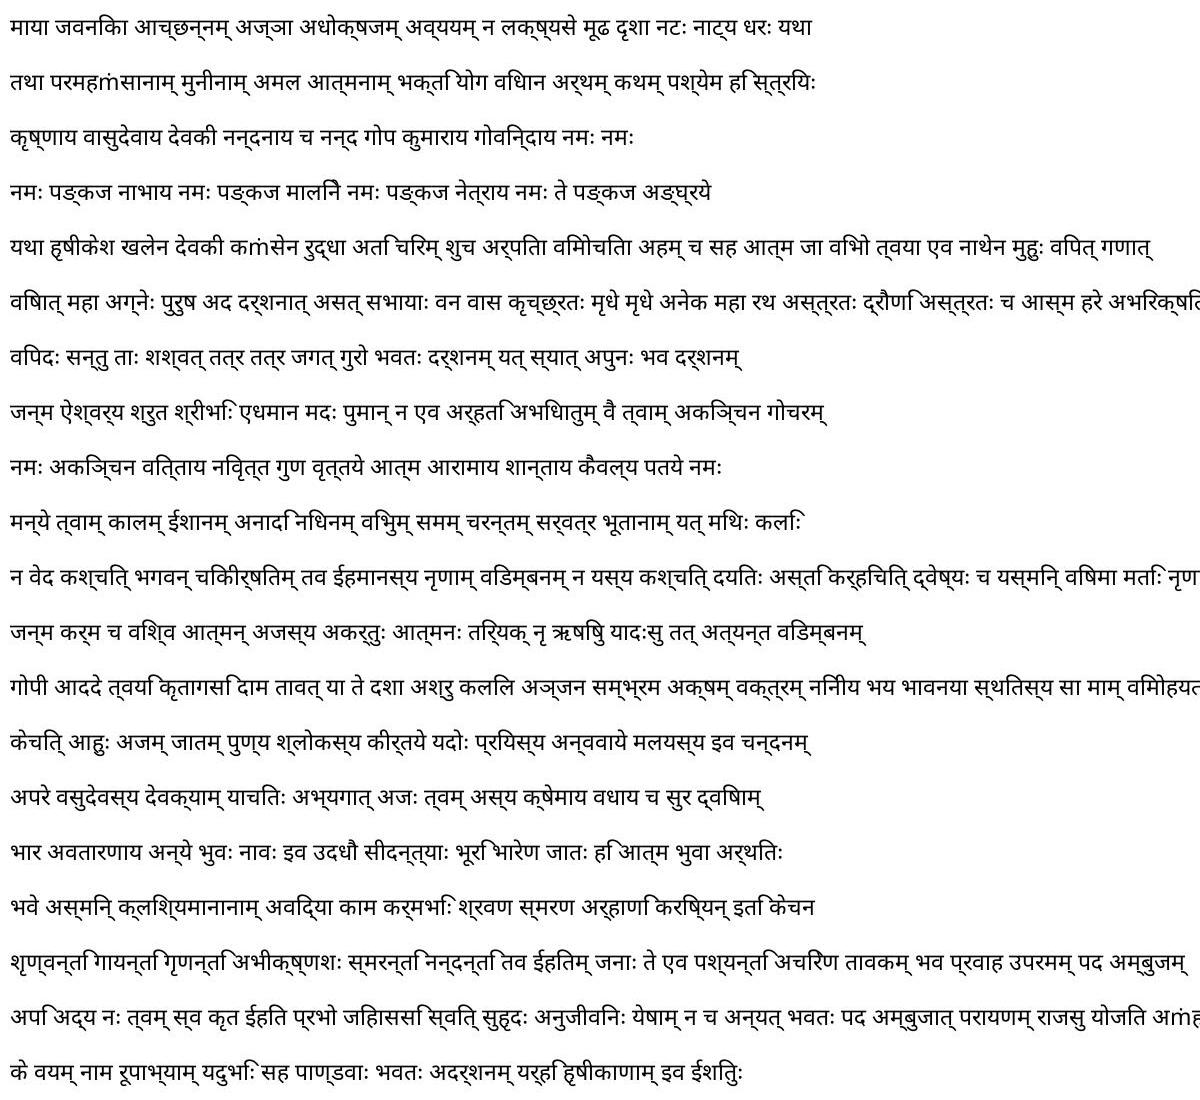 माया जवनिका आच्छन्नम् अज्ञा अधोक्षजम् अव्ययम् न लक्ष्यसे मूढ दृशा नटः नाट्य धरः यथा
तथा परमहṁसानाम् मुनीनाम् अमल आत्मनाम् भक्ति योग विधान अर्थम् कथम् पश्येम हि स्त्रियः
कृष्णाय वासुदेवाय देवकी नन्दनाय च नन्द गोप कुमाराय गोविन्दाय नमः नमः
नमः पङ्कज नाभाय नमः पङ्कज मालिने नमः पङ्कज नेत्राय नमः ते पङ्कज अङ्घ्रये
यथा हृषीकेश खलेन देवकी कṁसेन रुद्धा अति चिरम् शुच अर्पिता विमोचिता अहम् च सह आत्म जा विभो त्वया एव नाथेन मुहुः विपत् गणात्
विषात् महा अग्नेः पुरुष अद दर्शनात् असत् सभायाः वन वास कृच्छ्रतः मृधे मृधे अनेक महा रथ अस्त्रतः द्रौणि अस्त्रतः च आस्म हरे अभिरक्षि
विपदः सन्तु ताः शश्वत् तत्र तत्र जगत् गुरो भवतः दर्शनम् यत् स्यात् अपुनः भव दर्शनम्
जन्म ऐश्वर्य श्रुत श्रीभिः एधमान मदः पुमान् न एव अर्हति अभिधातुम् वै त्वाम् अकिञ्चन गोचरम्
नमः अकिञ्चन वित्ताय निवृत्त गुण वृत्तये आत्म आरामाय शान्ताय कैवल्य पतये नमः
मन्ये त्वाम् कालम् ईशानम् अनादि निधनम् विभुम् समम् चरन्तम् सर्वत्र भूतानाम् यत् मिथः कलिः
न वेद कश्चित् भगवन् चिकीर्षितम् तव ईहमानस्य नृणाम् विडम्बनम् न यस्य कश्चित् दयितः अस्ति कर्हिचित् द्वेष्यः च यस्मिन् विषमा मतिः नृणा
जन्म कर्म च विश्व आत्मन् अजस्य अकर्तुः आत्मनः तिर्यक् नृ ऋषिषु यादःसु तत् अत्यन्त विडम्बनम्
गोपी आददे त्वयि कृतागसि दाम तावत् या ते दशा अश्रु कलिल अञ्जन सम्भ्रम अक्षम् वक्त्रम् निनीय भय भावनया स्थितस्य सा माम् विमोहयत
केचित् आहुः अजम् जातम् पुण्य श्लोकस्य कीर्तये यदोः प्रियस्य अन्ववाये मलयस्य इव चन्दनम्
अपरे वसुदेवस्य देवक्याम् याचितः अभ्यगात् अजः त्वम् अस्य क्षेमाय वधाय च सुर द्विषाम्
भार अवतारणाय अन्ये भुवः नावः इव उदधौ सीदन्त्याः भूरि भारेण जातः हि आत्म भुवा अर्थितः
भवे अस्मिन् क्लिश्यमानानाम् अविद्या काम कर्मभिः श्रवण स्मरण अर्हाणि करिष्यन् इति केचन
शृण्वन्ति गायन्ति गृणन्ति अभीक्ष्णशः स्मरन्ति नन्दन्ति तव ईहितम् जनाः ते एव पश्यन्ति अचिरेण तावकम् भव प्रवाह उपरमम् पद अम्बुजम्
अपि अद्य नः त्वम् स्व कृत ईहित प्रभो जिहाससि स्वित् सुहृदः अनुजीविनः येषाम् न च अन्यत् भवतः पद अम्बुजात् परायणम् राजसु योजित अṁह
के वयम् नाम रूपाभ्याम् यदुभिः सह पाण्डवाः भवतः अदर्शनम् यर्हि हृषीकाणाम् इव ईशितुः